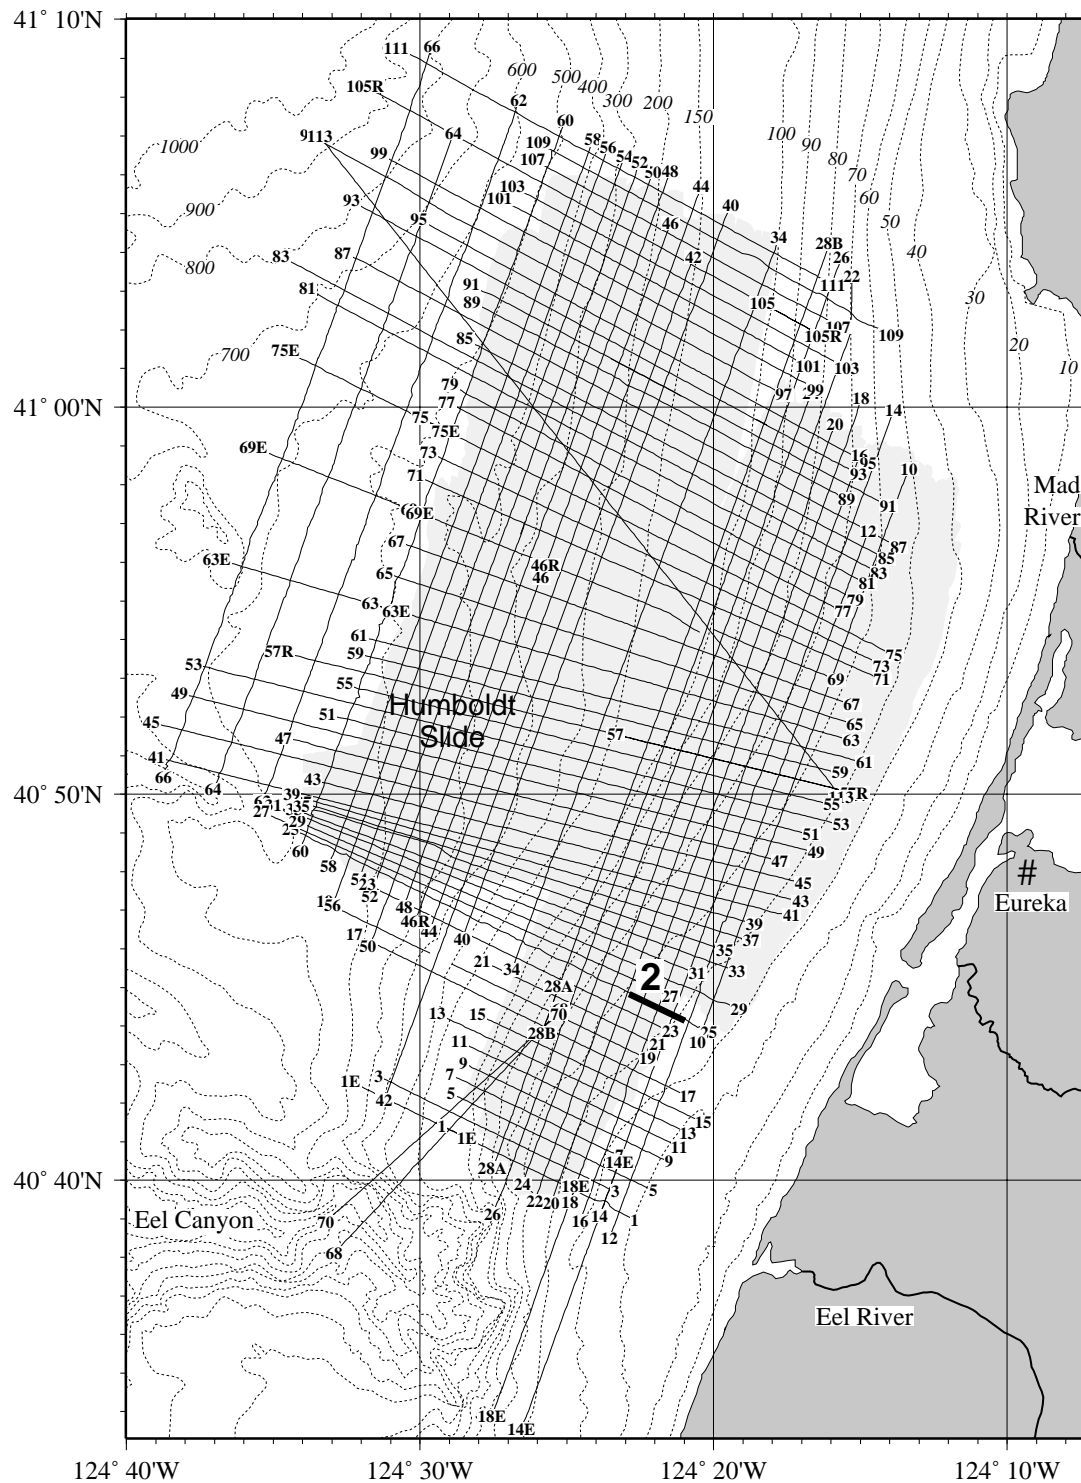 41° 10'N
111 66
105R 62
600 500 400 300 200 150 100 90 80 70 60 50 40 30 20 10
1000
9113 99 64 109 107 60 58 56 54 52 50 48
103 101 44 40
93 95 46
900
34 28B 26 22
83 87 42 111
800
81 91 89 105 107 105R 109
700
75E 85 101 103
79 77 97 99 18 14
41° 00'N
75 75E 20
69E 73 16 95 93 10
71 89 91
Mad
River
69E 12
67 87
63E 46R 85
65 46 83 81
63 63E 79 77
61
57R 59 75 73 71
53 69
55 67
49 Humboldt
Slide
51 65
45 47 57 63
41 61
66 43 59
64 39 113 R
40° 50'N
55
27 35 53
29 51 49
25 60 47
58 45
#
Eureka
23 52 43 41
56 48 39
46R 37
17 44 40 35
50 21 34 31 33
2
28A 27 29
13 15 70 23 25
28B 10
11 21 19
9
3 7 17
1E 5
42 15
1 13
1E 11
7 9
28A 14E
40° 40'N
24 18E 3 5
22 20 18
Eel Canyon
70 26 16 14 1
12
68
Eel River
18E
14E
124° 40'W 124° 30'W 124° 20'W 124° 10'W